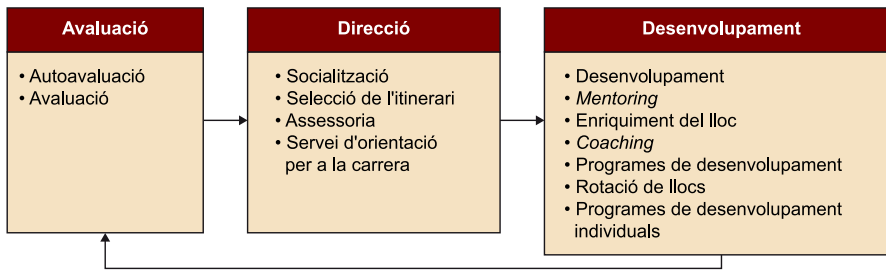 Avaluació
• Autoavaluació
• Avaluació
Direcció
• Socialització
• Selecció de l'itinerari
• Assessoria
• Servei d'orientació
per a la carrera
Desenvolupament
• Desenvolupament
• Mentoring
• Enriquiment del lloc
• Coaching
• Programes de desenvolupament
• Rotació de llocs
• Programes de desenvolupament
individuals